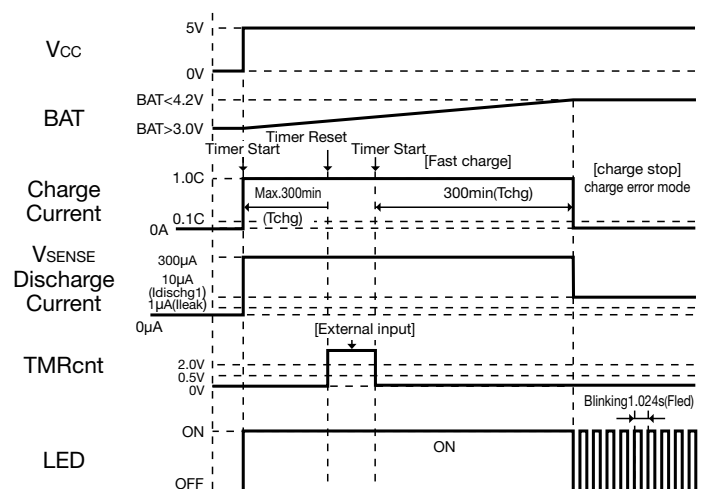 5V
VCC
0V
BAT<4.2V
BAT
BAT>3.0V
Timer Reset
Timer Start
Timer Start
[Fast charge]
[charge stop]
charge error mode
1.0C
Charge
Current
Max.300min
(Tchg)
300min(Tchg)
0.1C
0A
VSENSE
Discharge
Current
300µA
10µA
(Idischg1)
1µA(Ileak)
0µA
[External input]
TMRcnt
2.0V
0.5V
0V
Blinking1.024s(Fled)
ON
ON
LED
OFF